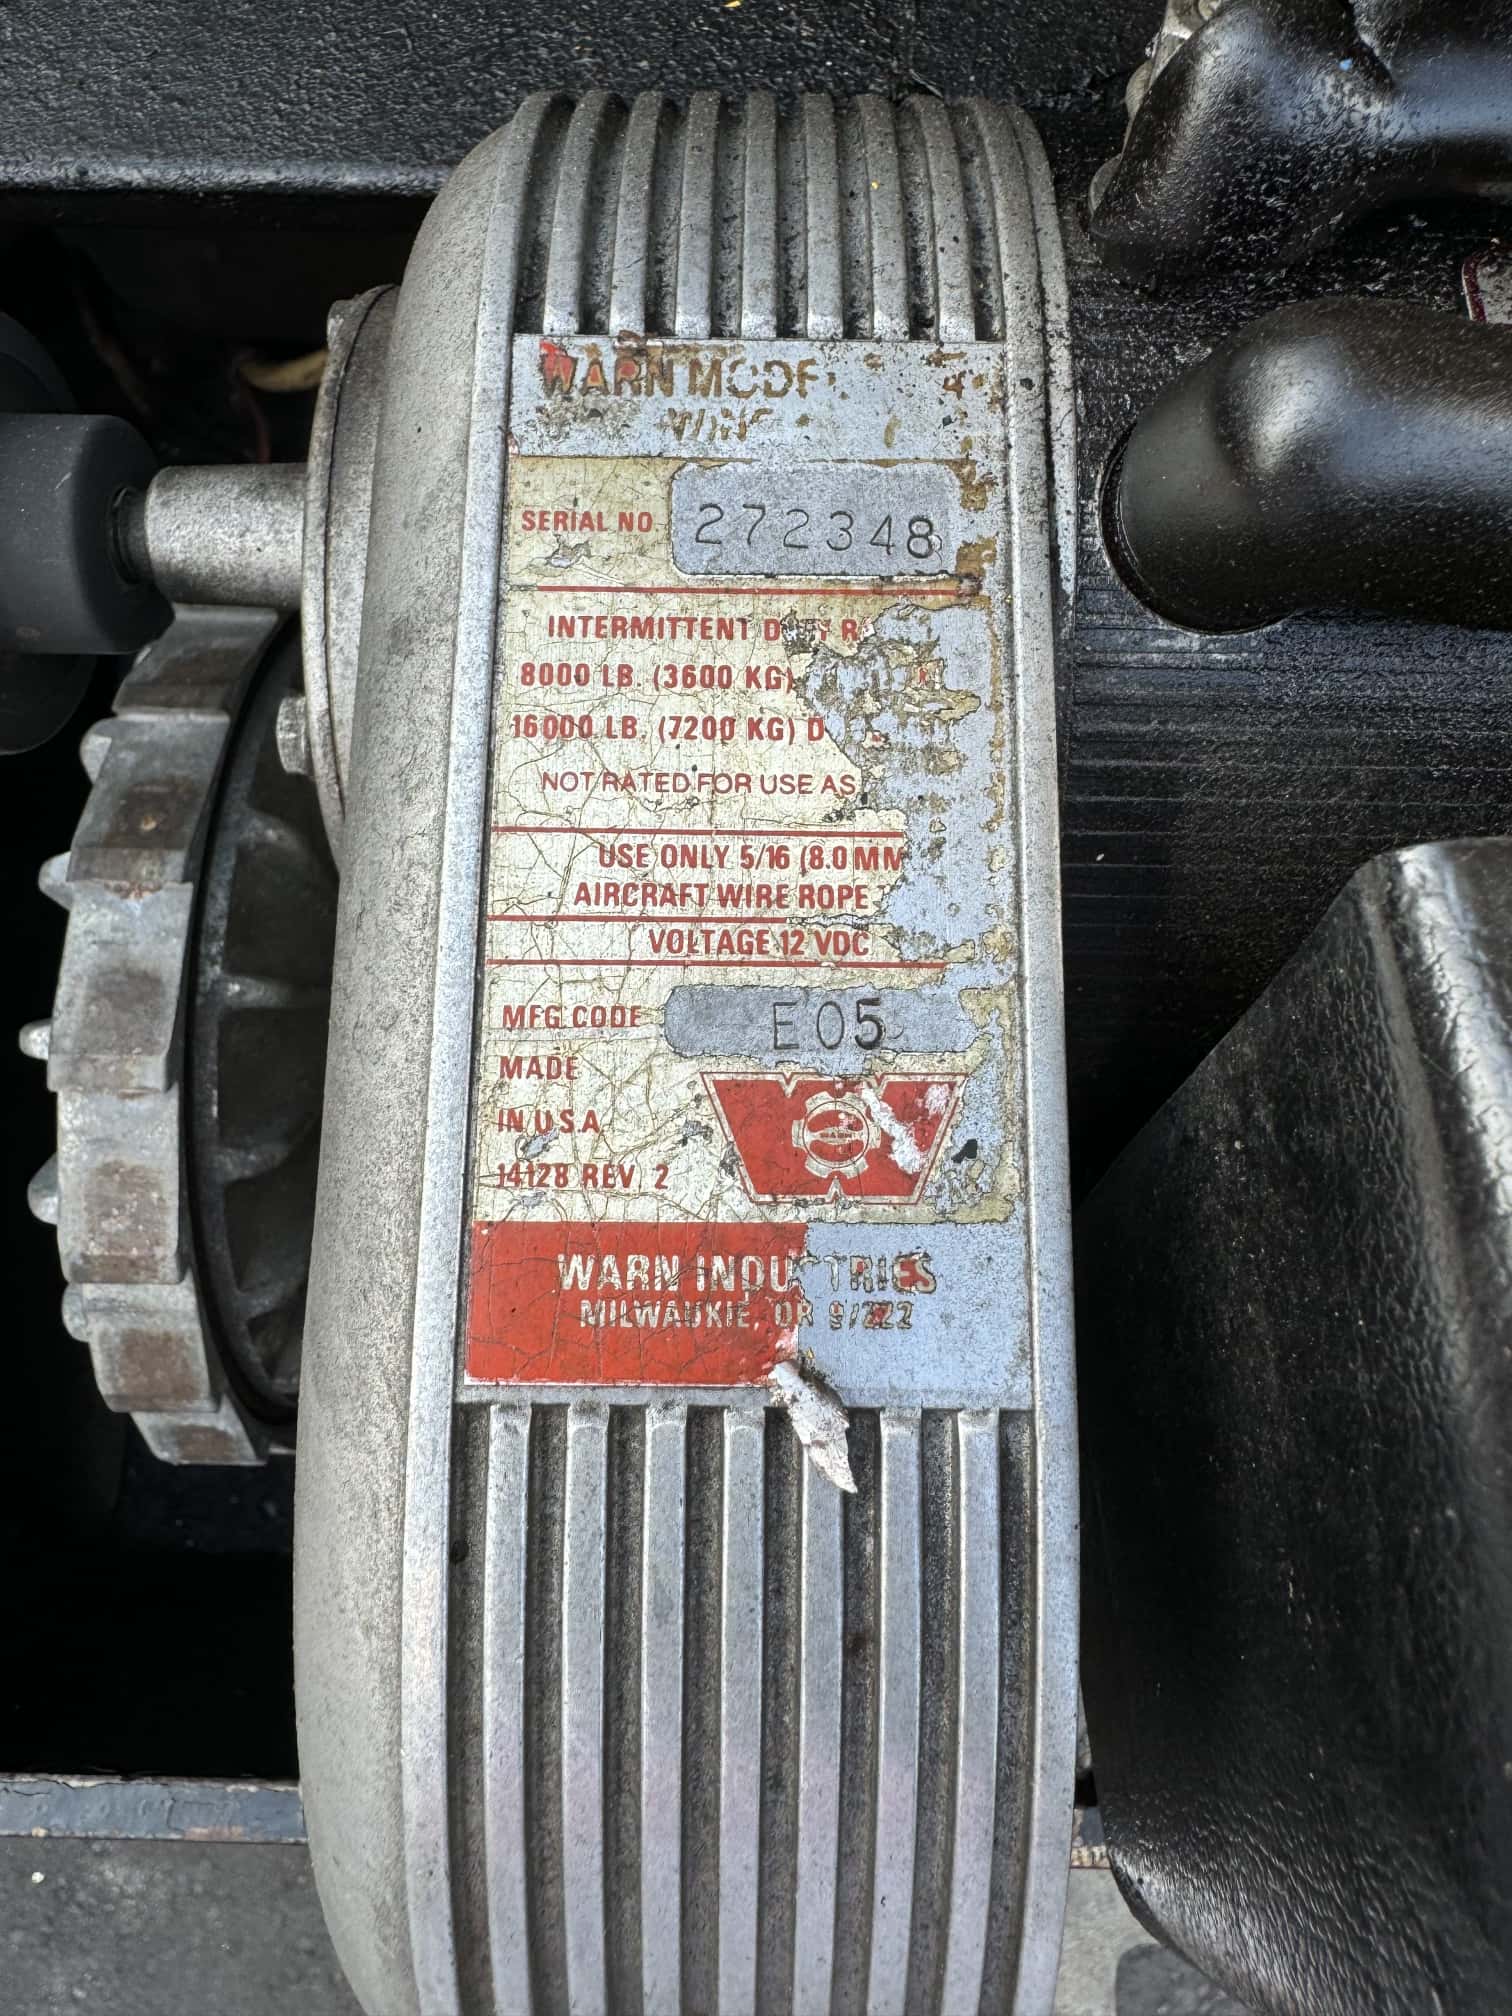 WARN MODE
SERIAL NO. 272348
INTERMITTENT
8000 LB. (3600 KG)
16000 LB. (7200 KG) D
NOT RATED FOR USE AS
USE ONLY 5/16 (8.0 MM
AIRCRAFT WIRE ROPE
VOLTAGE 12 VDC
MFG CODE E05
MADE
IN U.S.A
14128 REV. 2
WARN
WARN INDUSTRIES
MILWAUKIE, OR 97222